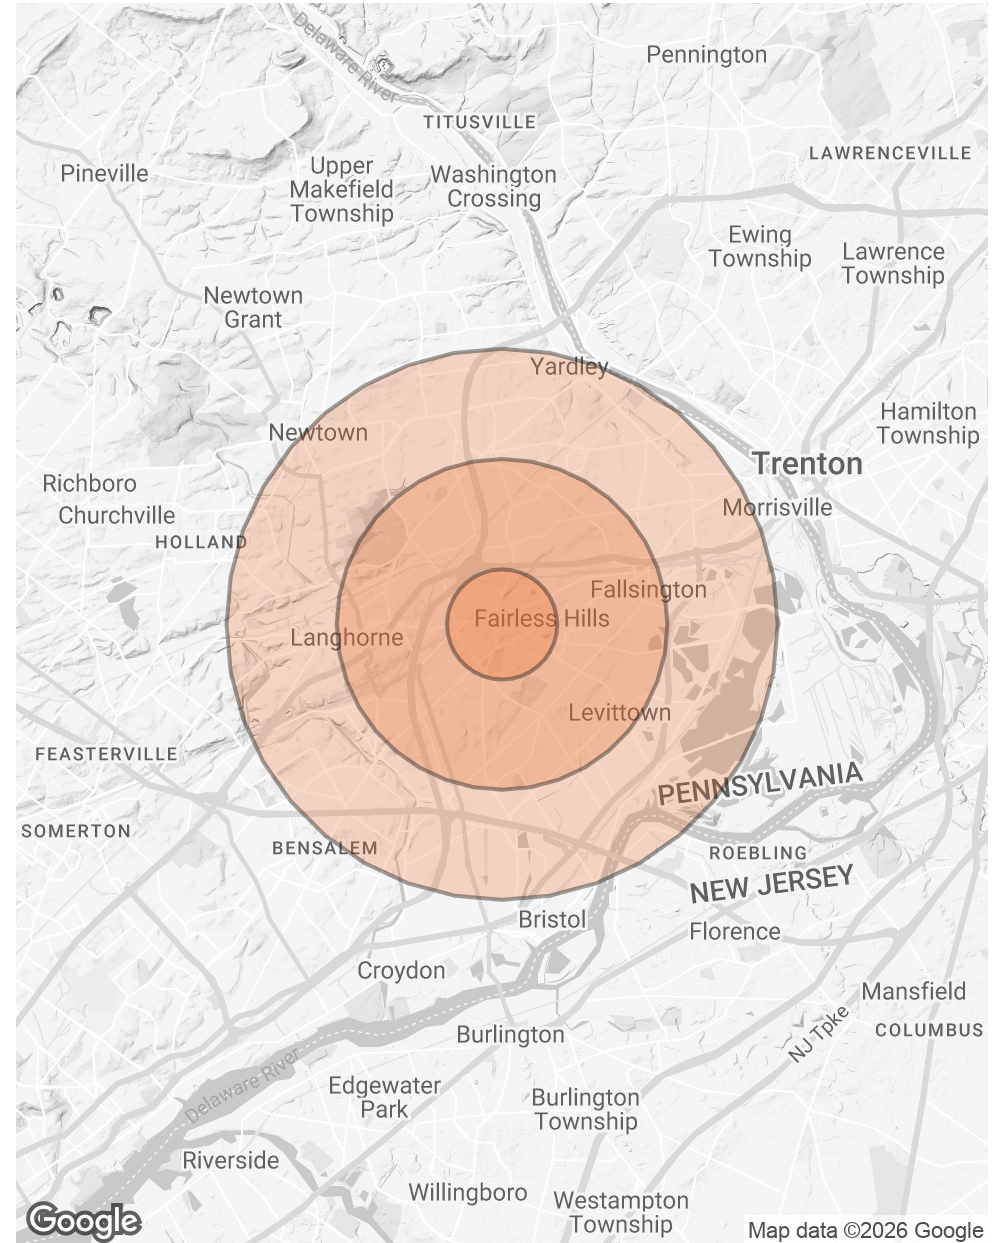 Delaware River
Pennington
TITUSVILLE
LAWRENCEVILLE
Pineville
Upper
Makefield
Township
Washington
Crossing
Ewing
Township
Lawrence
Township
Newtown
Grant
Yardley
Hamilton
Township
Newtown
Trenton
Richboro
Churchville
Morrisville
HOLLAND
Fallsington
Fairless Hills
Langhorne
Levittown
FEASTERVILLE
PENNSYLVANIA
SOMERTON
BENSALEM
ROEBLING
NEW JERSEY
Bristol
Florence
Croydon
Mansfield
NJ Tpke
COLUMBUS
Burlington
Delaware River
Edgewater
Park
Burlington
Township
Riverside
Willingboro
Westampton
Township
Google
Map data ©2026 Google